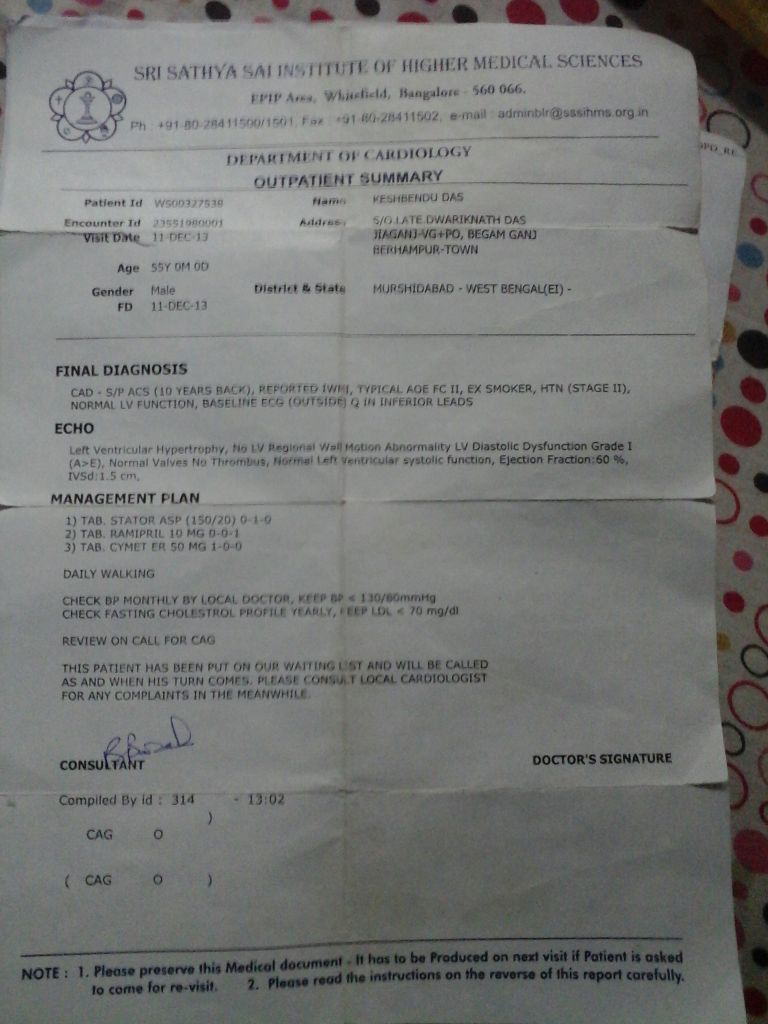 SRI SATHYA SAI INSTITUTE OF HIGHER MEDICAL SCIENCES
EPIP Area, Whitefield, Bangalore - 560 066.
Ph : +91-80-28411500/1501, Fax : +91-80-28411502, e-mail : adminblr@sssihms.org.in
DEPARTMENT OF CARDIOLOGY
OUTPATIENT SUMMARY
Patient Id WS00327539 Name KESHBENDU DAS
Encounter Id 23551980001 Address S/O.LATE.DWARIKNATH DAS
Visit Date 11-DEC-13 JIAGANJ-VG+PO, BEGAM GANJ
BERHAMPUR-TOWN
Age 55Y 0M 0D
Gender Male District & State MURSHIDABAD - WEST BENGAL(EI) -
FD 11-DEC-13
FINAL DIAGNOSIS
CAD - S/P ACS (10 YEARS BACK), REPORTED IWMI, TYPICAL AOE FC II, EX SMOKER, HTN (STAGE II),
NORMAL LV FUNCTION, BASELINE ECG (OUTSIDE) Q IN INFERIOR LEADS
ECHO
Left Ventricular Hypertrophy, No LV Regional Wall Motion Abnormality LV Diastolic Dysfunction Grade I
(A>E), Normal Valves No Thrombus, Normal Left Ventricular systolic function, Ejection Fraction:60 %,
IVSd:1.5 cm,
MANAGEMENT PLAN
1) TAB. STATOR ASP (150/20) 0-1-0
2) TAB. RAMIPRIL 10 MG 0-0-1
3) TAB. CYMET ER 50 MG 1-0-0
DAILY WALKING
CHECK BP MONTHLY BY LOCAL DOCTOR, KEEP BP < 130/80mmHg
CHECK FASTING CHOLESTROL PROFILE YEARLY, KEEP LDL < 70 mg/dl
REVIEW ON CALL FOR CAG
THIS PATIENT HAS BEEN PUT ON OUR WAITING LIST AND WILL BE CALLED
AS AND WHEN HIS TURN COMES. PLEASE CONSULT LOCAL CARDIOLOGIST
FOR ANY COMPLAINTS IN THE MEANWHILE.
CONSULTANT DOCTOR'S SIGNATURE
Compiled By id : 314 - 13:02
)
CAG O
( CAG O )
NOTE : 1. Please preserve this Medical document - It has to be Produced on next visit if Patient is asked
to come for re-visit. 2. Please read the instructions on the reverse of this report carefully.